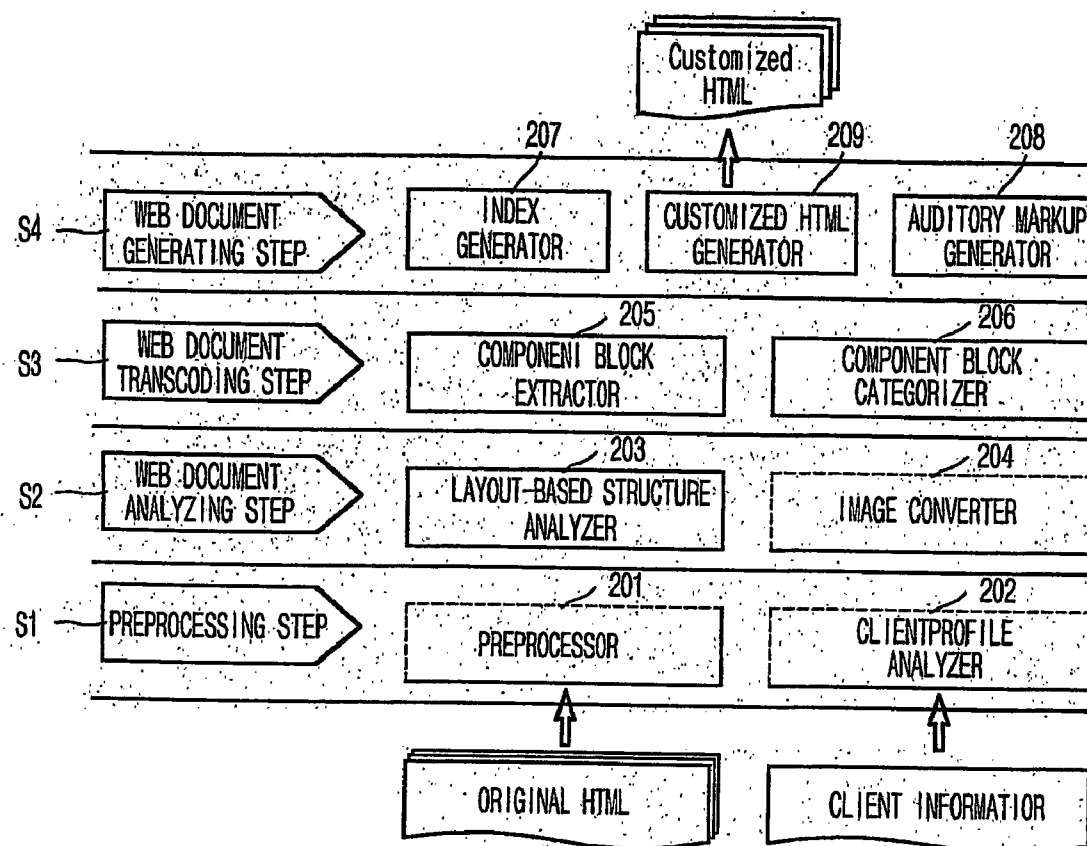 Customized
HTML
207
209
208
S4
WEB DOCUMENT
GENERATING STEP
INDEX
GENERATOR
CUSTOMIZED HTML
GENERATOR
AUDITORY MARKUP
GENERATOR
205
206
S3
WEB DOCUMENT
TRANSCODING STEP
COMPONENT BLOCK
EXTRACTOR
COMPONENT BLOCK
CATEGORIZER
203
204
S2
WEB DOCUMENT
ANALYZING STEP
LAYOUT-BASED STRUCTURE
ANALYZER
IMAGE CONVERTER
201
202
S1
PREPROCESSING STEP
PREPROCESSOR
CLIENTPROFILE
ANALYZER
ORIGINAL HTML
CLIENT INFORMATIOR